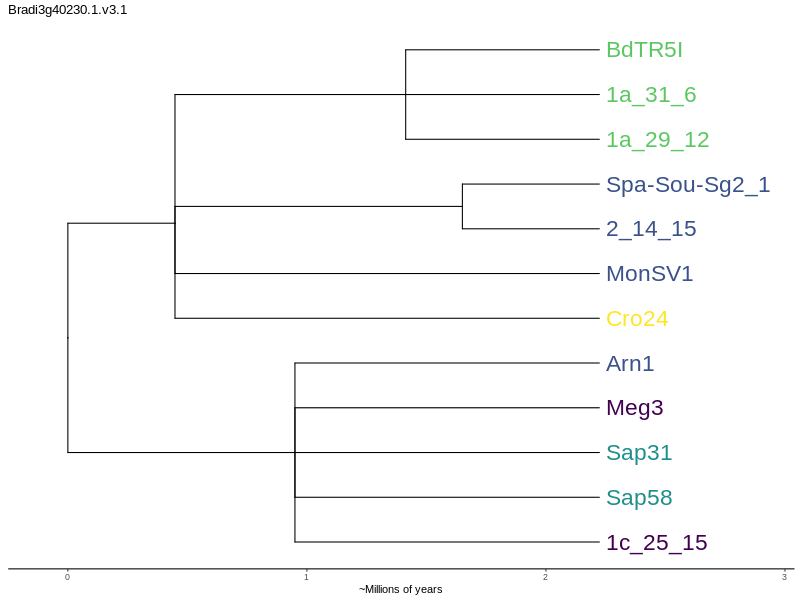 Bradi3g40230.1.v3.1
BdTR5I
1a_31_6
1a_29_12
Spa-Sou-Sg2_1
2_14_15
MonSV1
Cro24
Arn1
Meg3
Sap31
Sap58
1c_25_15
0 1 2 3
~Millions of years